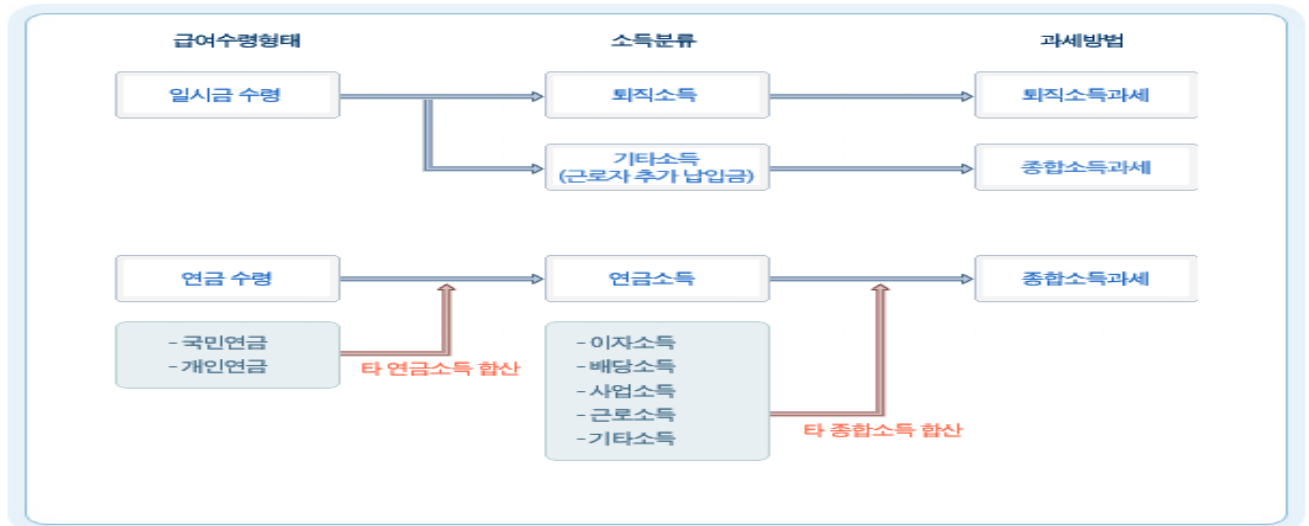 급여수령형태
소득분류
과세방법
일시금 수령
퇴직소득
퇴직소득과세
기타소득
(근로자 추가 납입금)
종합소득과세
연금 수령
연금소득
종합소득과세
- 국민연금
- 개인연금
타 연금소득 합산
- 이자소득
- 배당소득
- 사업소득
- 근로소득
- 기타소득
타 종합소득 합산